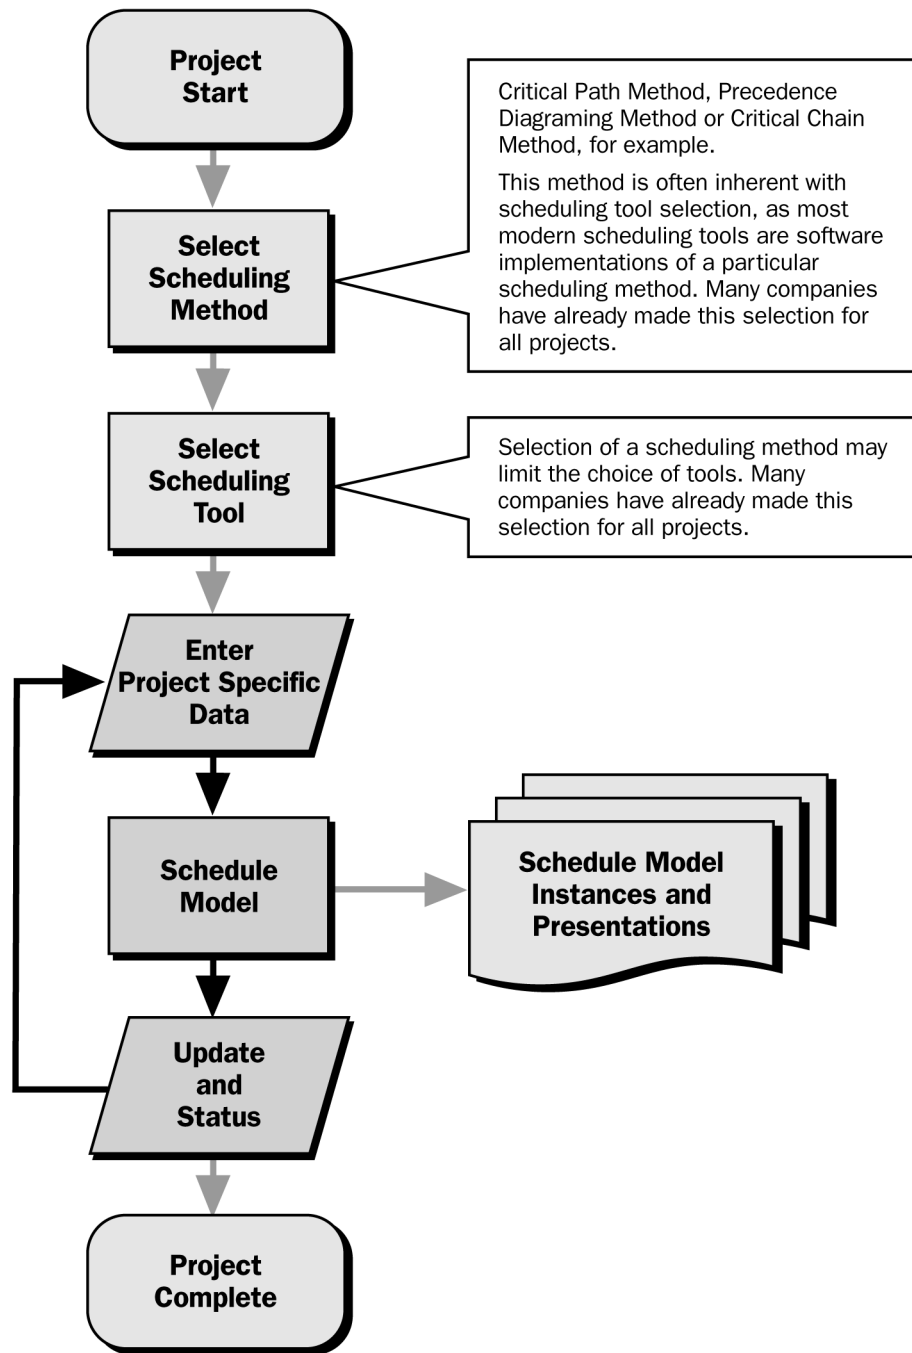 Project
Start
Critical Path Method, Precedence
Diagraming Method or Critical Chain
Method, for example.
This method is often inherent with
scheduling tool selection, as most
modern scheduling tools are software
implementations of a particular
scheduling method. Many companies
have already made this selection for
all projects.
Select
Scheduling
Method
Select
Scheduling
Tool
Selection of a scheduling method may
limit the choice of tools. Many
companies have already made this
selection for all projects.
Enter
Project Specific
Data
Schedule
Model
Schedule Model
Instances and
Presentations
Update
and
Status
Project
Complete